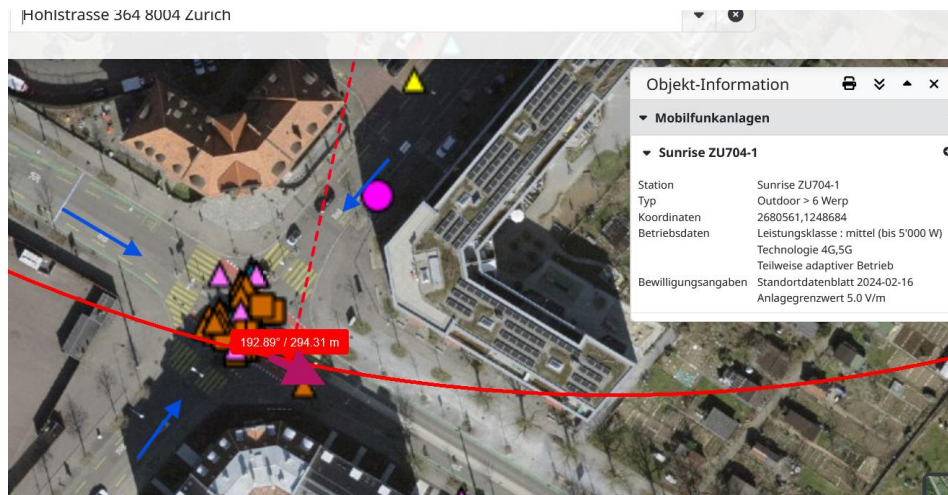 Hohlstrasse 364 8004 Zürich
Objekt-Information
Mobilfunkanlagen
Sunrise ZU704-1
Station Sunrise ZU704-1
Typ Outdoor > 6 Werp
Koordinaten 2680561,1248684
Betriebsdaten Leistungsklasse : mittel (bis 5'000 W)
Technologie 4G,5G
Teilweise adaptiver Betrieb
Bewilligungsangaben Standortdatenblatt 2024-02-16
Anlagegrenzwert 5.0 V/m
192.89° / 294.31 m